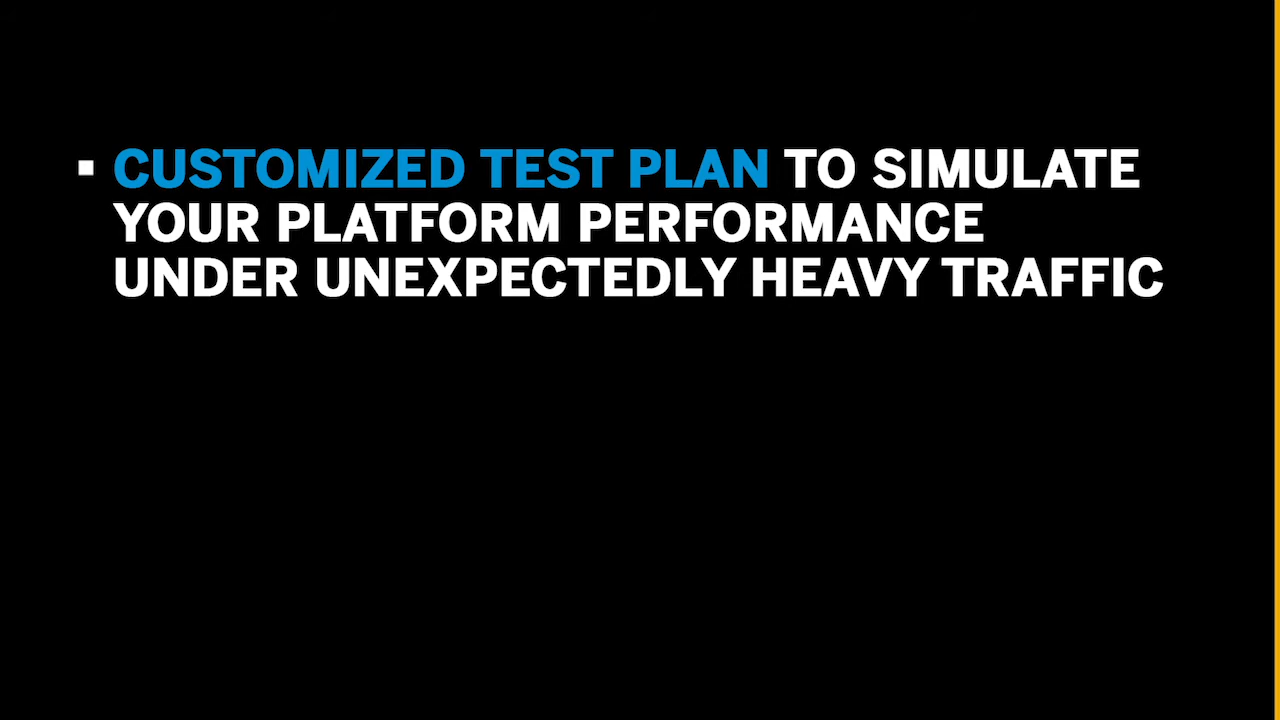 ▪ CUSTOMIZED TEST PLAN TO SIMULATE
YOUR PLATFORM PERFORMANCE
UNDER UNEXPECTEDLY HEAVY TRAFFIC